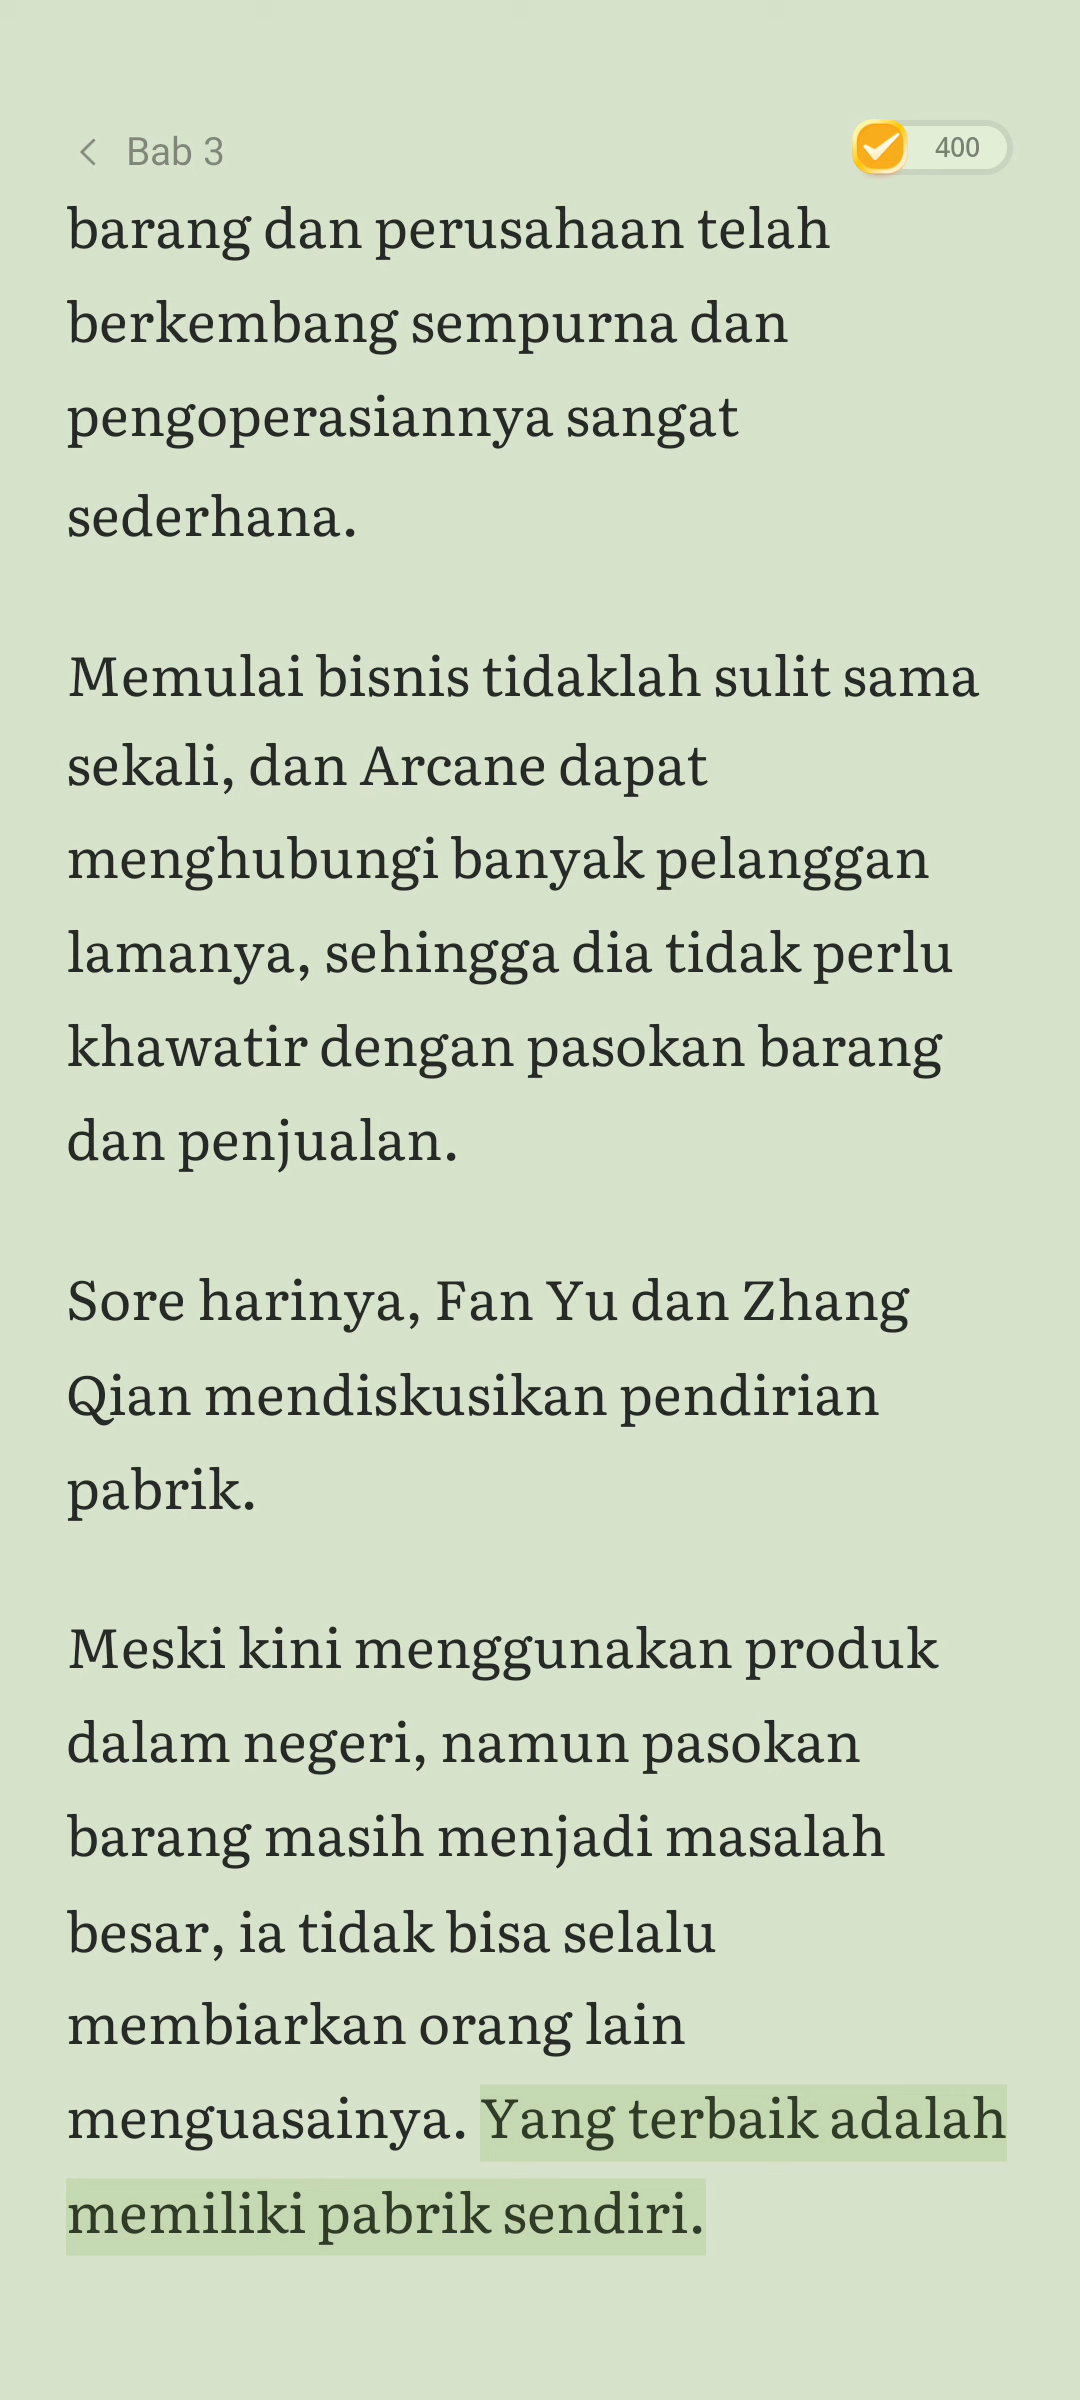 Bab 3
400
barang dan perusahaan telah
berkembang sempurna dan
pengoperasiannya sangat
sederhana.
Memulai bisnis tidaklah sulit sama
sekali, dan Arcane dapat
menghubungi banyak pelanggan
lamanya, sehingga dia tidak perlu
khawatir dengan pasokan barang
dan penjualan.
Sore harinya, Fan Yu dan Zhang
Qian mendiskusikan pendirian
pabrik.
Meski kini menggunakan produk
dalam negeri, namun pasokan
barang masih menjadi masalah
besar, ia tidak bisa selalu
membiarkan orang lain
menguasainya. Yang terbaik adalah
memiliki pabrik sendiri.